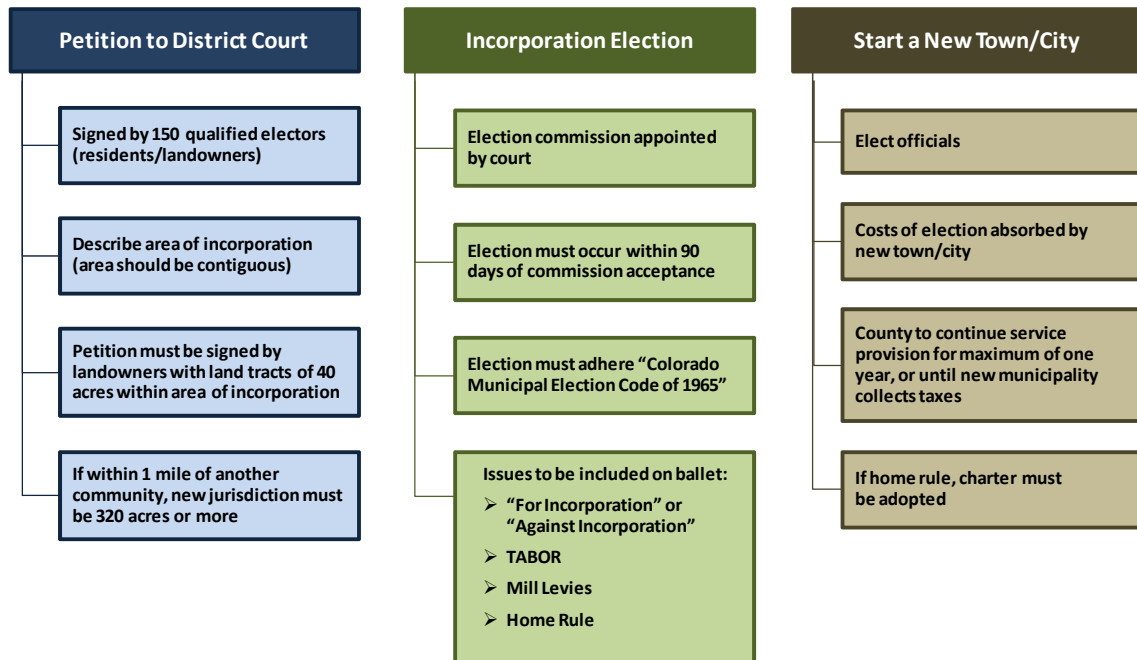 Petition to District Court
Signed by 150 qualified electors
(residents/landowners)
Describe area of incorporation
(area should be contiguous)
Petition must be signed by
landowners with land tracts of 40
acres within area of incorporation
If within 1 mile of another
community, new jurisdiction must
be 320 acres or more
Incorporation Election
Election commission appointed
by court
Election must occur within 90
days of commission acceptance
Election must adhere “Colorado
Municipal Election Code of 1965”
Issues to be included on ballet:
➢ “For Incorporation” or
“Against Incorporation”
➢ TABOR
➢ Mill Levies
➢ Home Rule
Start a New Town/City
Elect officials
Costs of election absorbed by
new town/city
County to continue service
provision for maximum of one
year, or until new municipality
collects taxes
If home rule, charter must
be adopted